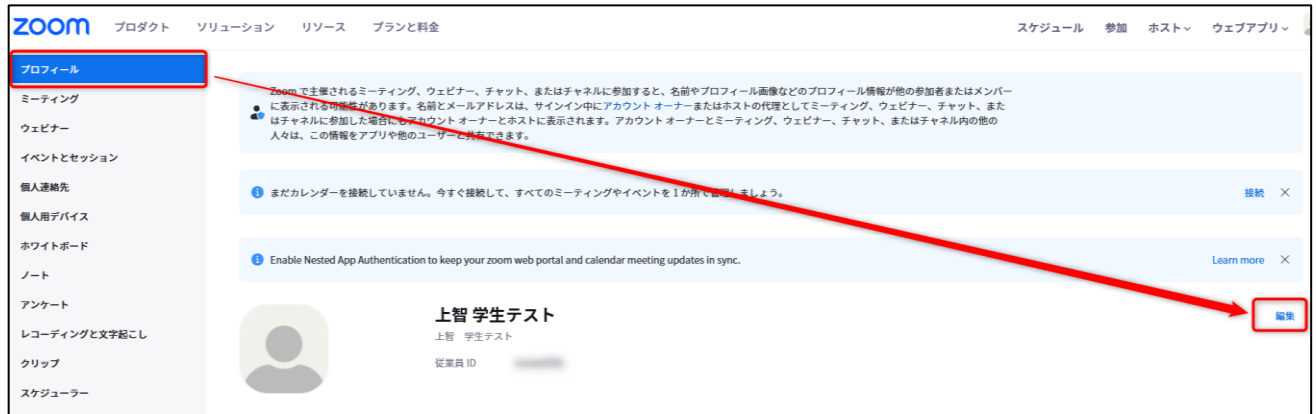 zoom プロダクト ソリューション リソース プランと料金 スケジュール 参加 ホスト ウェブアプリ
プロフィール
ミーティング
ウェビナー
イベントとセッション
個人連絡先
個人用デバイス
ホワイトボード
ノート
アンケート
レコーディングと文字起こし
クリップ
スケジューラー
Zoom で主催されるミーティング、ウェビナー、チャット、またはチャネルに参加すると、名前やプロフィール画像などのプロフィール情報が他の参加者またはメンバー
に表示される可能性があります。名前とメールアドレスは、サインイン中にアカウント オーナーまたはホストの代理としてミーティング、ウェビナー、チャット、また
はチャネルに参加した場合にもアカウント オーナーとホストに表示されます。アカウント オーナーとミーティング、ウェビナー、チャット、またはチャネル内の他の
人々は、この情報をアプリや他のユーザーと共有できます。
まだカレンダーを接続していません。今すぐ接続して、すべてのミーティングやイベントを 1 か所で管理しましょう。 接続
Enable Nested App Authentication to keep your zoom web portal and calendar meeting updates in sync. Learn more
上智 学生テスト 編集
上智 学生テスト
従業員 ID